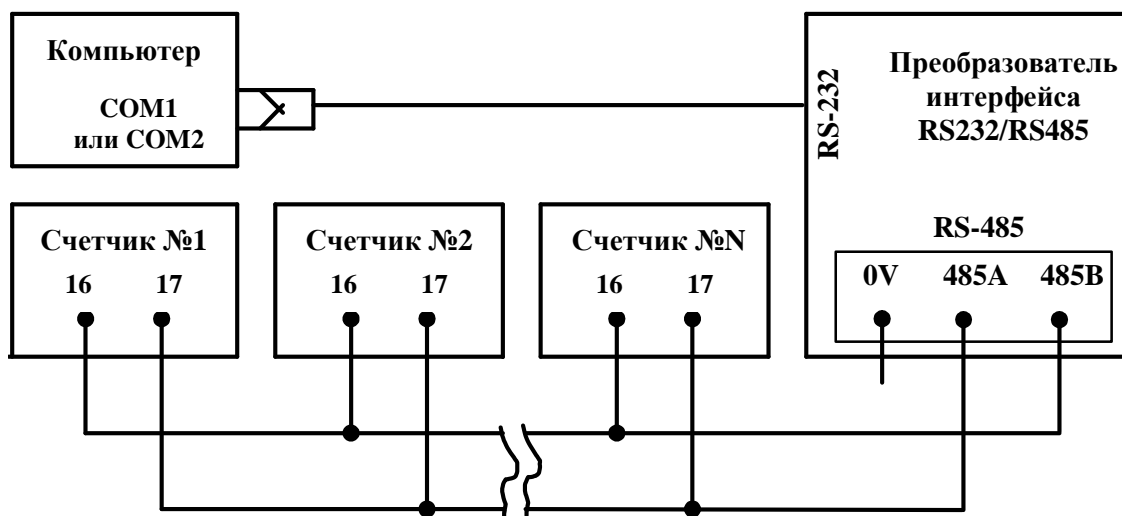 Компьютер
COM1
или COM2
RS-232
Преобразователь
интерфейса
RS232/RS485
Счетчик №1
16 17
Счетчик №2
16 17
Счетчик №N
16 17
RS-485
0V 485A 485B